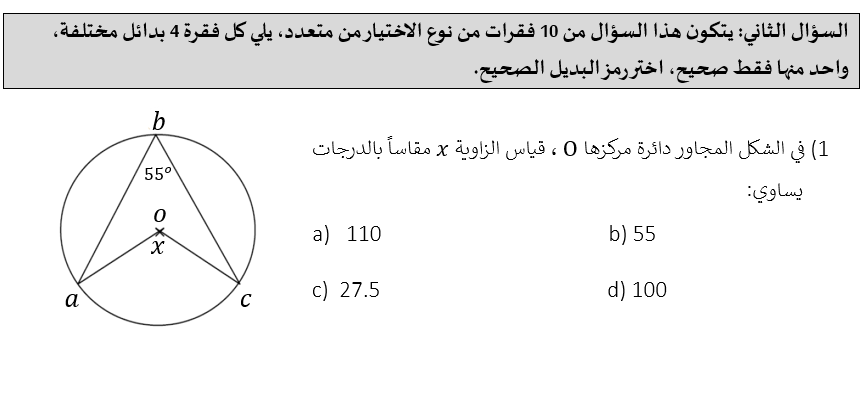 السؤال الثاني: يتكون هذا السؤال من 10 فقرات من نوع الاختيار من متعدد، يلي كل فقرة 4 بدائل مختلفة،
واحد منها فقط صحيح، اختر رمز البديل الصحيح.
1) في الشكل المجاور دائرة مركزها O ، قياس الزاوية x مقاساً بالدرجات
يساوي:
a) 110 b) 55
c) 27.5 d) 100
b
55°
o
x
a c